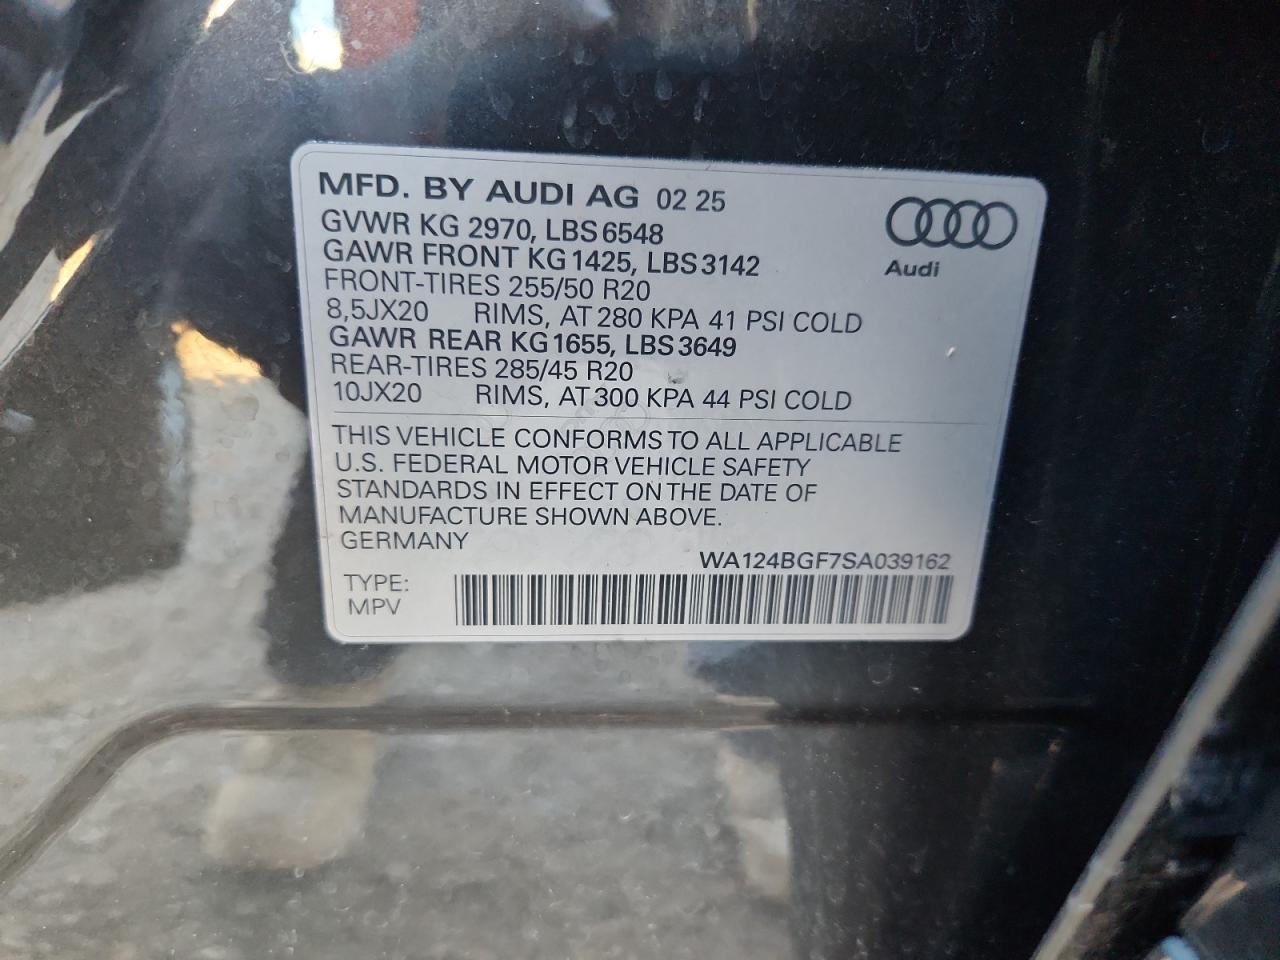 MFD. BY AUDI AG 02 25
GVWR KG 2970, LBS 6548
GAWR FRONT KG 1425, LBS 3142
FRONT-TIRES 255/50 R20
8,5JX20 RIMS, AT 280 KPA 41 PSI COLD
GAWR REAR KG 1655, LBS 3649
REAR-TIRES 285/45 R20
10JX20 RIMS, AT 300 KPA 44 PSI COLD
Audi
THIS VEHICLE CONFORMS TO ALL APPLICABLE
U.S. FEDERAL MOTOR VEHICLE SAFETY
STANDARDS IN EFFECT ON THE DATE OF
MANUFACTURE SHOWN ABOVE.
GERMANY
WA124BGF7SA039162
TYPE:
MPV